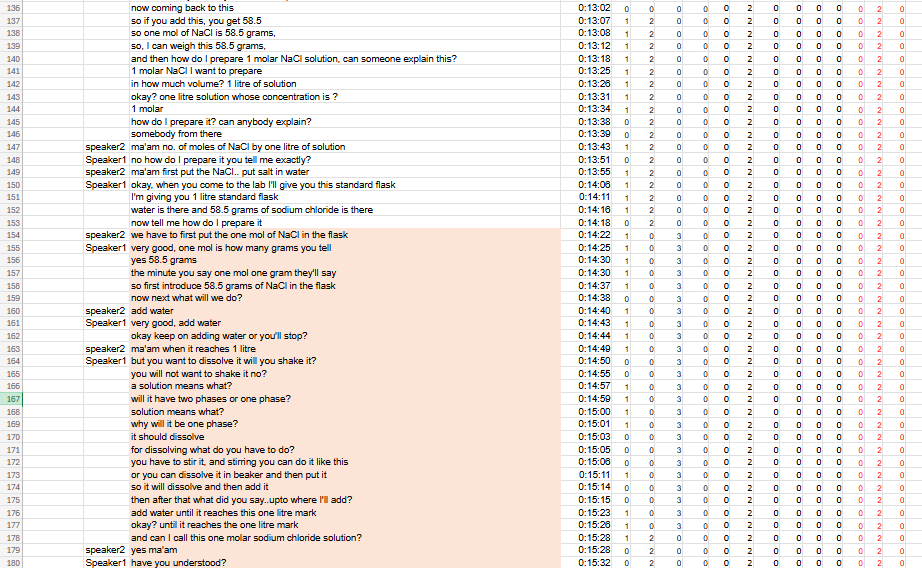 136 now coming back to this 0:13:02 0 0 0 0 0 2 0 0 0 0 0 2 0
137 so if you add this, you get 58.5 0:13:07 1 2 0 0 0 2 0 0 0 0 0 2 0
138 so one mol of NaCl is 58.5 grams, 0:13:08 1 2 0 0 0 2 0 0 0 0 0 2 0
139 so, I can weigh this 58.5 grams, 0:13:12 1 2 0 0 0 2 0 0 0 0 0 2 0
140 and then how do I prepare 1 molar NaCl solution, can someone explain this? 0:13:18 1 2 0 0 0 2 0 0 0 0 0 2 0
141 1 molar NaCl I want to prepare 0:13:25 1 2 0 0 0 2 0 0 0 0 0 2 0
142 in how much volume? 1 litre of solution 0:13:26 1 2 0 0 0 2 0 0 0 0 0 2 0
143 okay? one litre solution whose concentration is ? 0:13:31 1 2 0 0 0 2 0 0 0 0 0 2 0
144 1 molar 0:13:34 1 2 0 0 0 2 0 0 0 0 0 2 0
145 how do I prepare it? can anybody explain? 0:13:38 0 2 0 0 0 2 0 0 0 0 0 2 0
146 somebody from there 0:13:39 0 2 0 0 0 2 0 0 0 0 0 2 0
147 speaker2 ma'am no. of moles of NaCl by one litre of solution 0:13:43 1 2 0 0 0 2 0 0 0 0 0 2 0
148 Speaker1 no how do I prepare it you tell me exactly? 0:13:51 0 2 0 0 0 2 0 0 0 0 0 2 0
149 speaker2 ma'am first put the NaCl.. put salt in water 0:13:55 1 2 0 0 0 2 0 0 0 0 0 2 0
150 Speaker1 okay, when you come to the lab I'll give you this standard flask 0:14:06 1 2 0 0 0 2 0 0 0 0 0 2 0
151 I'm giving you 1 litre standard flask 0:14:11 1 2 0 0 0 2 0 0 0 0 0 2 0
152 water is there and 58.5 grams of sodium chloride is there 0:14:16 1 2 0 0 0 2 0 0 0 0 0 2 0
153 now tell me how do I prepare it 0:14:18 0 2 0 0 0 2 0 0 0 0 0 2 0
154 speaker2 we have to first put the one mol of NaCl in the flask 0:14:22 1 0 3 0 0 2 0 0 0 0 0 2 0
155 Speaker1 very good, one mol is how many grams you tell 0:14:25 1 0 3 0 0 2 0 0 0 0 0 2 0
156 yes 58.5 grams 0:14:30 1 0 3 0 0 2 0 0 0 0 0 2 0
157 the minute you say one mol one gram they'll say 0:14:30 1 0 3 0 0 2 0 0 0 0 0 2 0
158 so first introduce 58.5 grams of NaCl in the flask 0:14:37 1 0 3 0 0 2 0 0 0 0 0 2 0
159 now next what will we do? 0:14:38 0 0 3 0 0 2 0 0 0 0 0 2 0
160 speaker2 add water 0:14:40 1 0 3 0 0 2 0 0 0 0 0 2 0
161 Speaker1 very good, add water 0:14:43 1 0 3 0 0 2 0 0 0 0 0 2 0
162 okay keep on adding water or you'll stop? 0:14:44 1 0 3 0 0 2 0 0 0 0 0 2 0
163 speaker2 ma'am when it reaches 1 litre 0:14:49 1 0 3 0 0 2 0 0 0 0 0 2 0
164 Speaker1 but you want to dissolve it will you shake it? 0:14:50 0 0 3 0 0 2 0 0 0 0 0 2 0
165 you will not want to shake it no? 0:14:55 0 0 3 0 0 2 0 0 0 0 0 2 0
166 a solution means what? 0:14:57 1 0 3 0 0 2 0 0 0 0 0 2 0
167 will it have two phases or one phase? 0:14:59 1 0 3 0 0 2 0 0 0 0 0 2 0
168 solution means what? 0:15:00 1 0 3 0 0 2 0 0 0 0 0 2 0
169 why will it be one phase? 0:15:01 1 0 3 0 0 2 0 0 0 0 0 2 0
170 it should dissolve 0:15:03 0 0 3 0 0 2 0 0 0 0 0 2 0
171 for dissolving what do you have to do? 0:15:05 0 0 3 0 0 2 0 0 0 0 0 2 0
172 you have to stir it, and stirring you can do it like this 0:15:06 0 0 3 0 0 2 0 0 0 0 0 2 0
173 or you can dissolve it in beaker and then put it 0:15:11 1 0 3 0 0 2 0 0 0 0 0 2 0
174 so it will dissolve and then add it 0:15:14 0 0 3 0 0 2 0 0 0 0 0 2 0
175 then after that what did you say..upto where I'll add? 0:15:15 0 0 3 0 0 2 0 0 0 0 0 2 0
176 add water until it reaches this one litre mark 0:15:23 1 0 3 0 0 2 0 0 0 0 0 2 0
177 okay? until it reaches the one litre mark 0:15:26 1 0 3 0 0 2 0 0 0 0 0 2 0
178 and can I call this one molar sodium chloride solution? 0:15:28 1 2 0 0 0 2 0 0 0 0 0 2 0
179 speaker2 yes ma'am 0:15:28 0 2 0 0 0 2 0 0 0 0 0 2 0
180 Speaker1 have you understood? 0:15:32 0 2 0 0 0 2 0 0 0 0 0 2 0